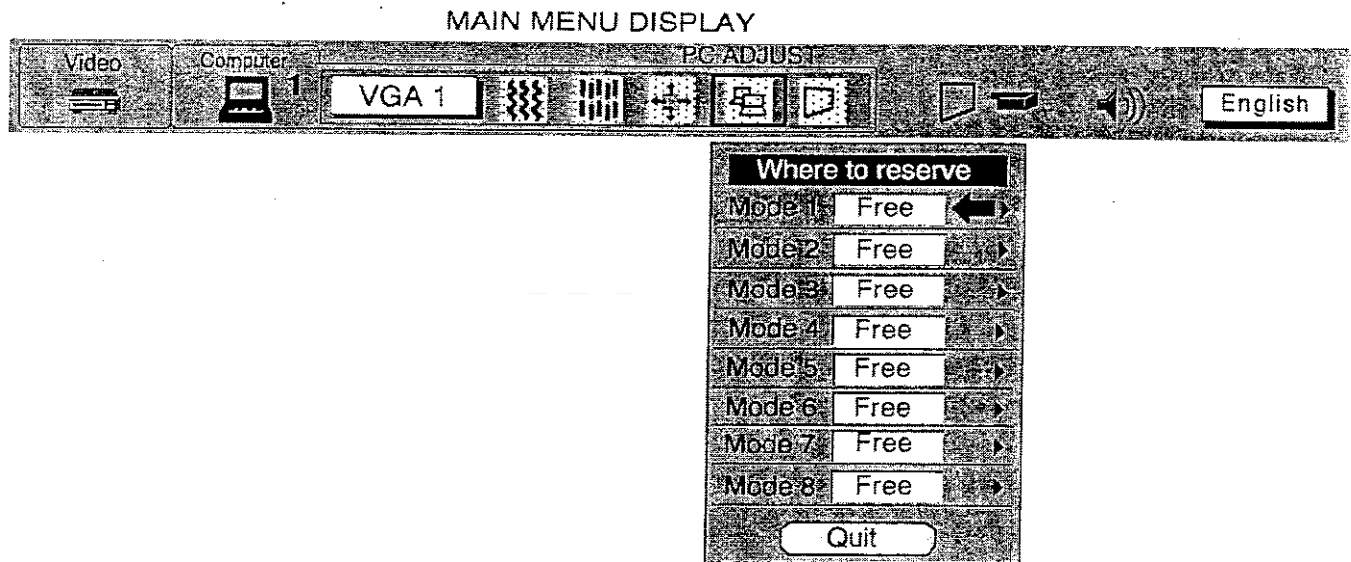 MAIN MENU DISPLAY
Video
Computer
1
PC ADJUST
VGA 1
English
Where to reserve
Mode 1 Free
Mode 2 Free
Mode 3 Free
Mode 4 Free
Mode 5 Free
Mode 6 Free
Mode 7 Free
Mode 8 Free
Quit